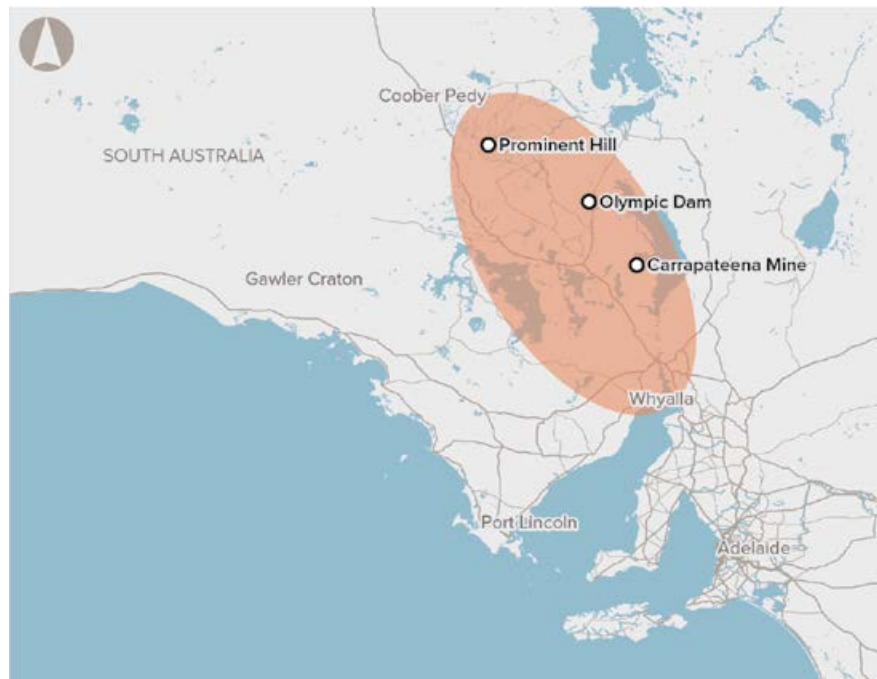 Coober Pedy
Prominent Hill
SOUTH AUSTRALIA
Olympic Dam
Carrapateena Mine
Gawler Craton
Whyalla
Port Lincoln
Adelaide